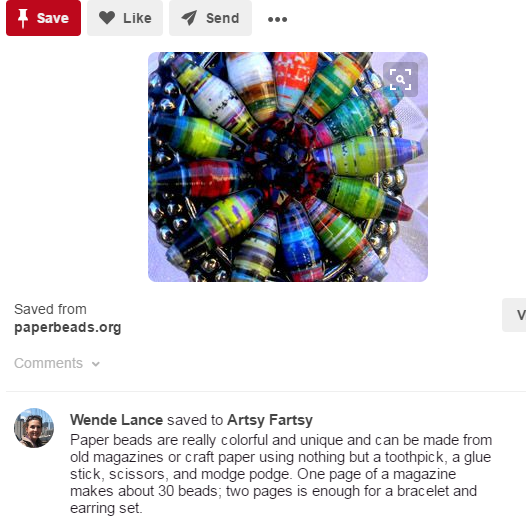 Save Like Send
Saved from
paperbeads.org
V
Comments
Wende Lance saved to Artsy Fartsy
Paper beads are really colorful and unique and can be made from
old magazines or craft paper using nothing but a toothpick, a glue
stick, scissors, and modge podge. One page of a magazine
makes about 30 beads; two pages is enough for a bracelet and
earring set.